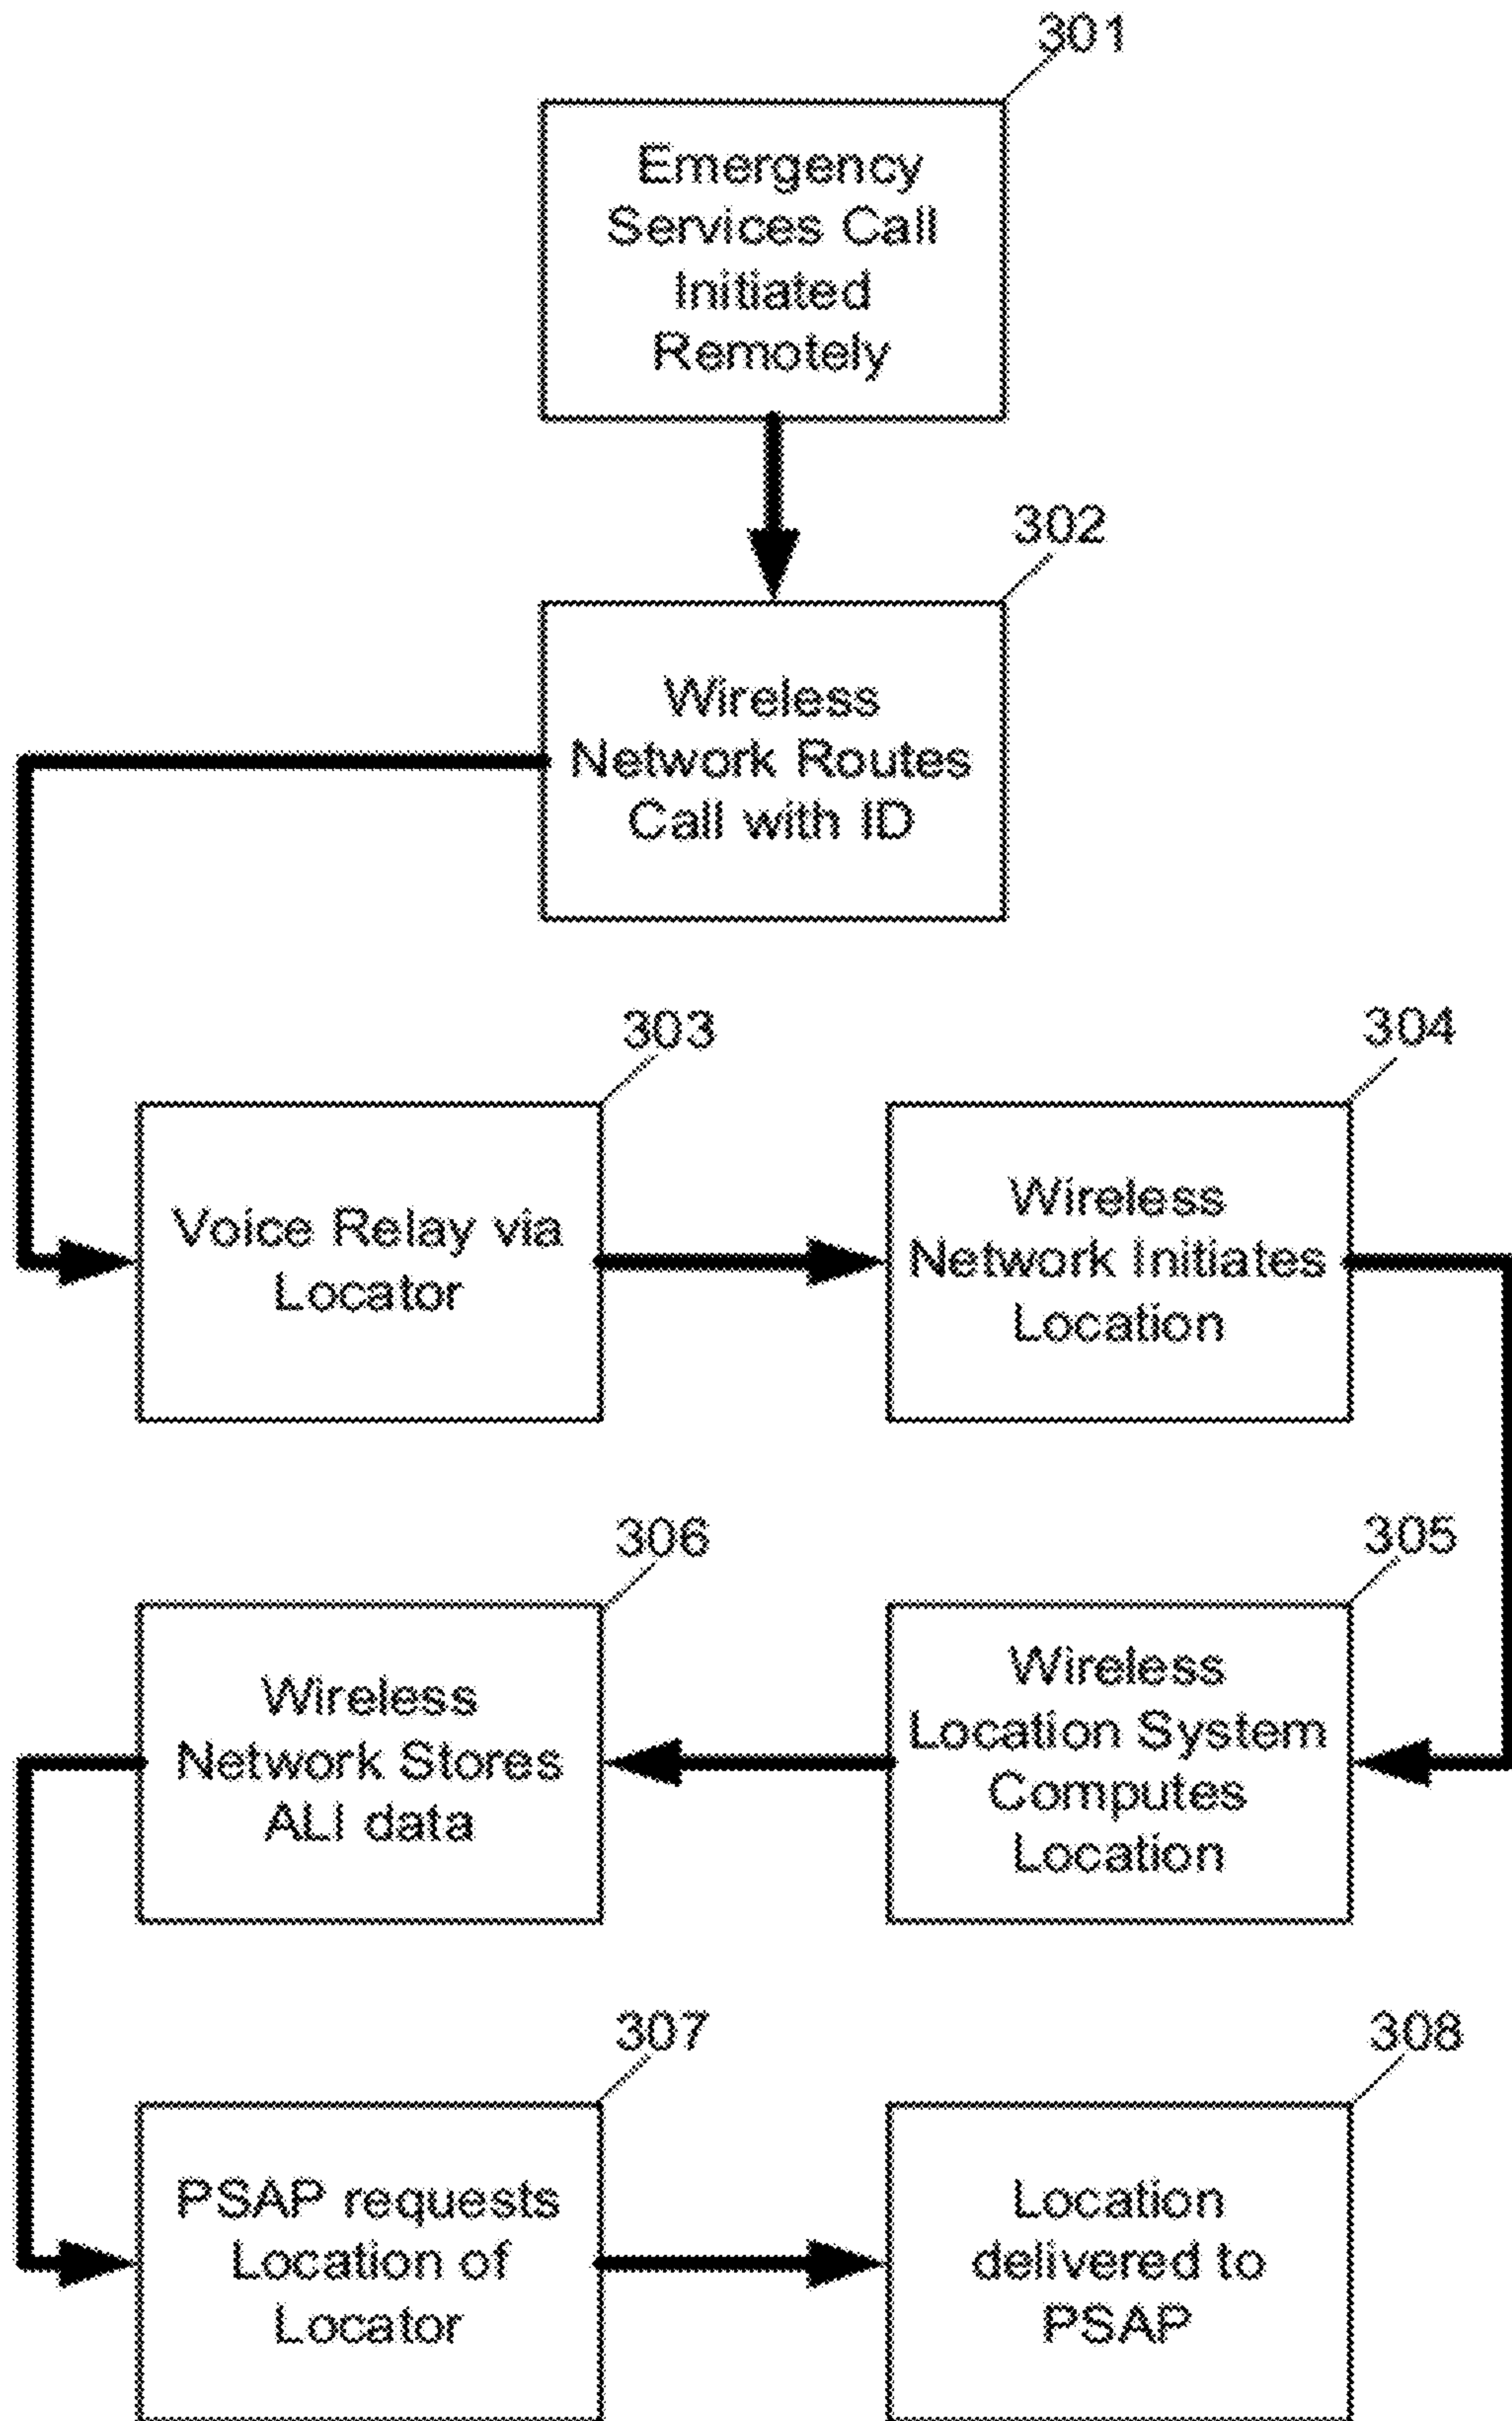 301
Emergency
Services Call
Initiated
Remotely
302
Wireless
Network Routes
Call with ID
303
Voice Relay via
Locator
304
Wireless
Network Initiates
Location
305
Wireless
Location System
Computes
Location
306
Wireless
Network Stores
ALI data
307
PSAP requests
Location of
Locator
308
Location
delivered to
PSAP